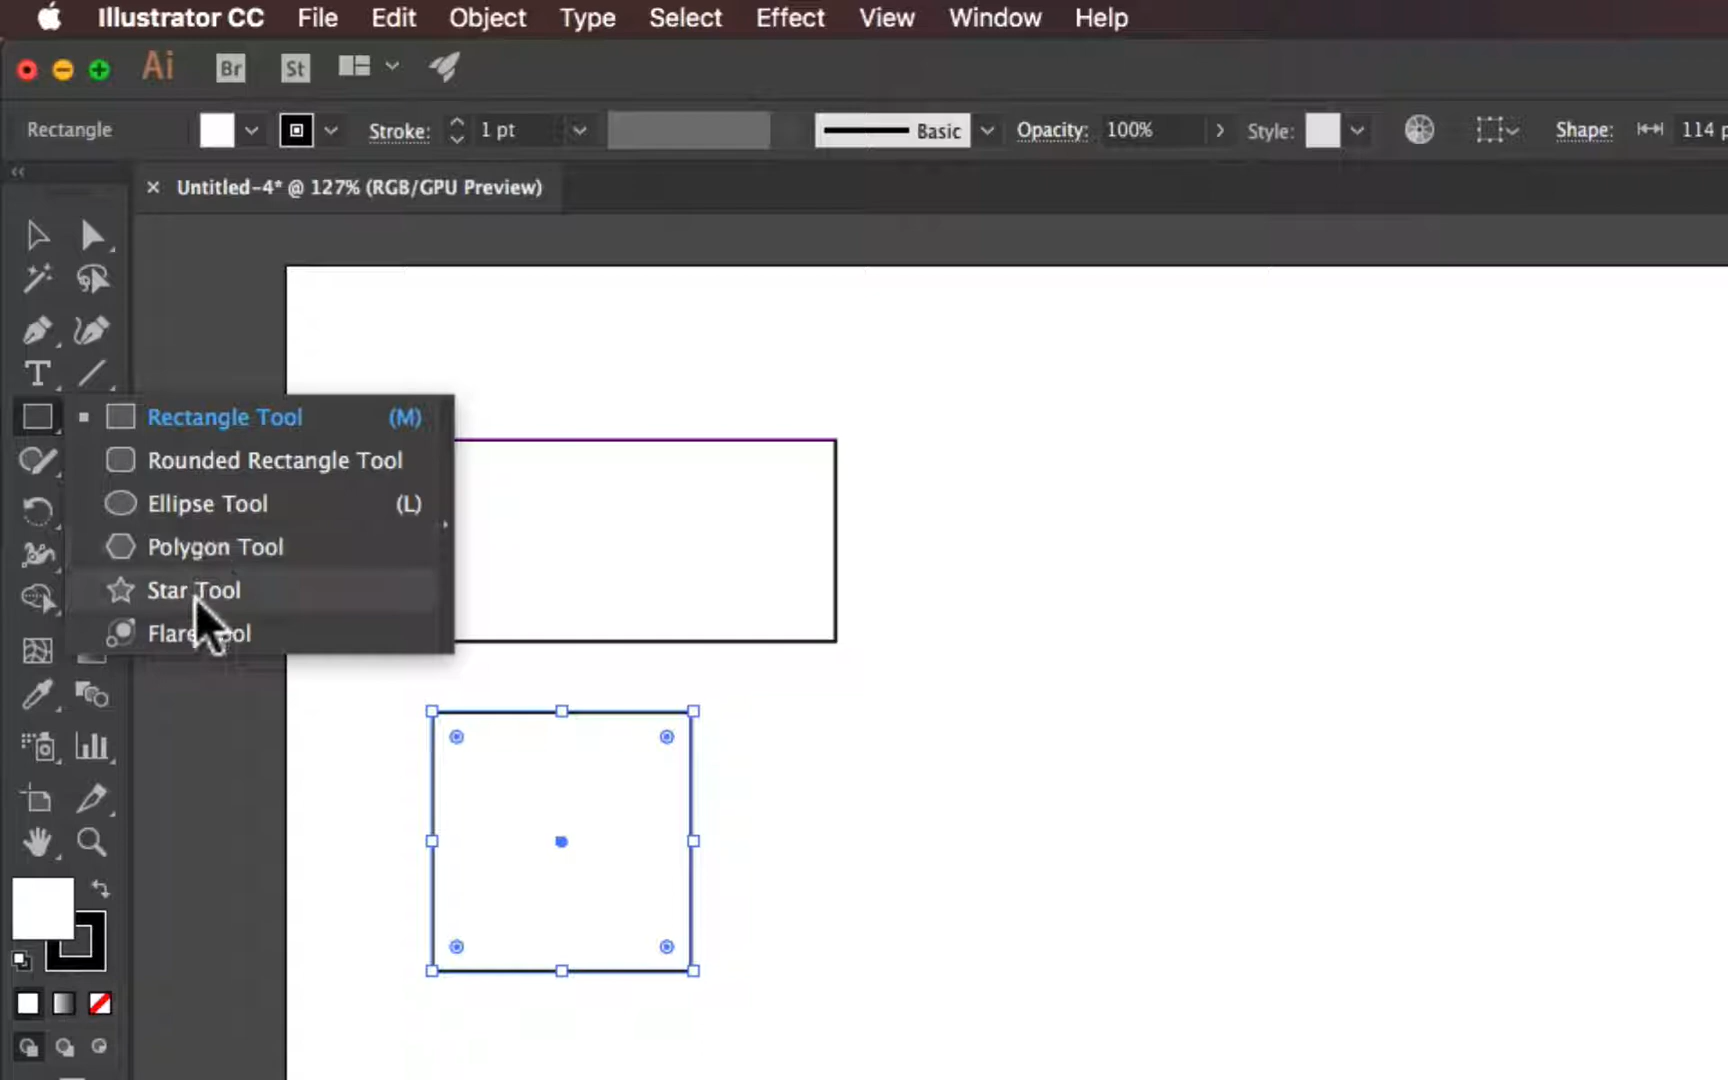 Illustrator CC File Edit Object Type Select Effect View Window Help
Ai Br St
Rectangle Stroke: 1 pt Basic Opacity: 100% Style: Shape: 114 p
Untitled-4* @ 127% (RGB/GPU Preview)
T
Rectangle Tool (M)
Rounded Rectangle Tool
Ellipse Tool (L)
Polygon Tool
Star Tool
Flare Tool